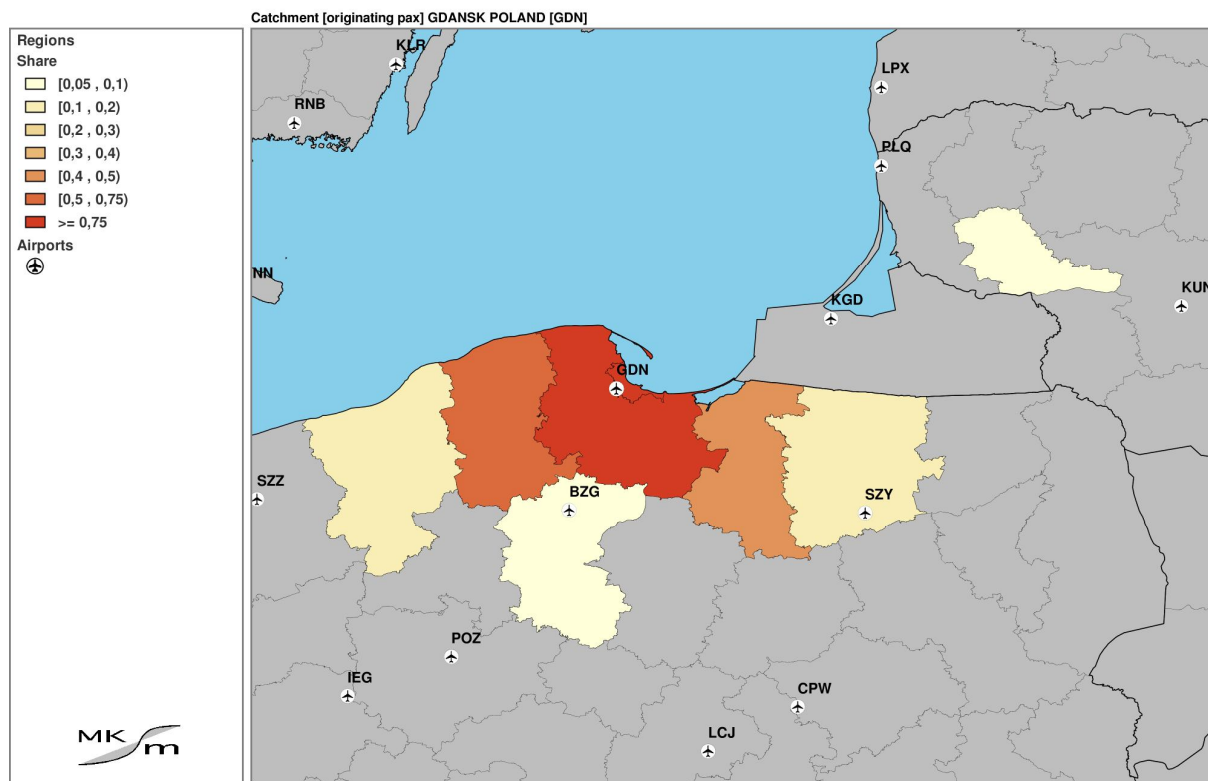 Catchment [originating pax] GDANSK POLAND [GDN]
Regions
Share
[0,05 , 0,1)
[0,1 , 0,2)
[0,2 , 0,3)
[0,3 , 0,4)
[0,4 , 0,5)
[0,5 , 0,75)
>= 0,75
Airports
KLR
LPX
RNB
PLQ
NN
KUN
KGD
GDN
SZZ
BZG
SZY
POZ
IEG
CPW
LCJ
MK
m